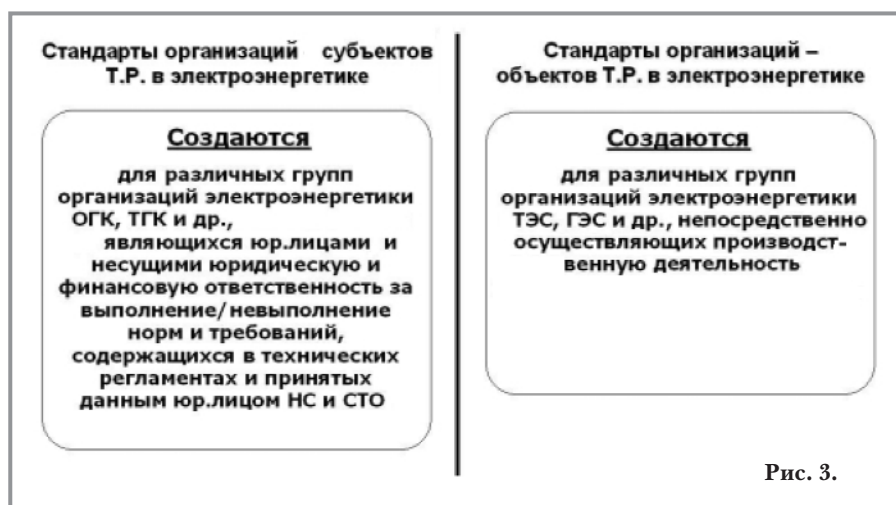 Стандарты организаций субъектов
Т.Р. в электроэнергетике
Создаются
для различных групп
организаций электроэнергетики
ОГК, ТГК и др.,
являющихся юр.лицами и
несущими юридическую и
финансовую ответственность за
выполнение/невыполнение
норм и требований,
содержащихся в технических
регламентах и принятых
данным юр.лицом НС и СТО
Стандарты организаций –
объектов Т.Р. в электроэнергетике
Создаются
для различных групп
организаций электроэнергетики
ТЭС, ГЭС и др., непосредственно
осуществляющих производст-
венную деятельность
Рис. 3.